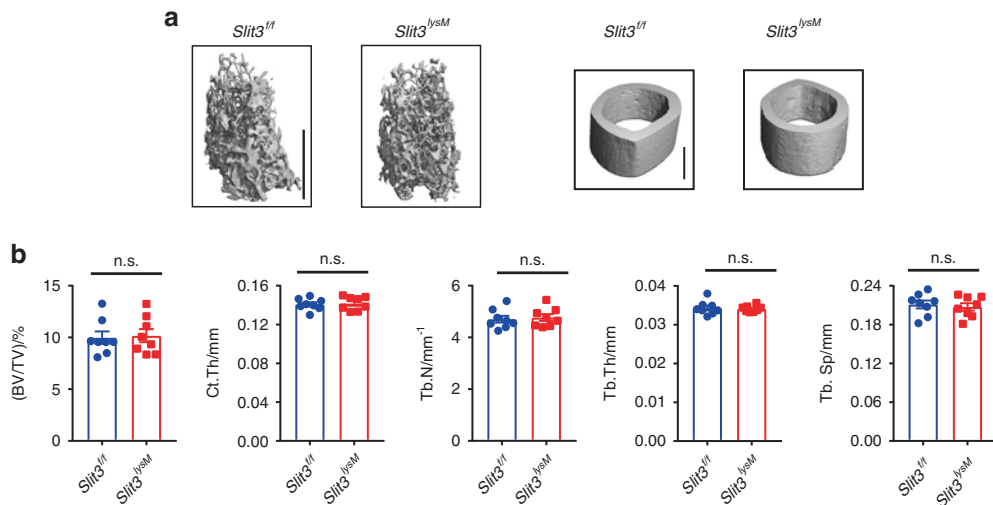 a
Slit3f/f
Slit3lysM
Slit3f/f
Slit3lysM
b
n.s.
(BV/TV)/%
15
10
5
0
Slit3f/f
Slit3lysM
n.s.
Ct.Th/mm
0.16
0.12
0.08
0.04
0.00
Slit3f/f
Slit3lysM
n.s.
Tb.N/mm-1
6
4
2
0
Slit3f/f
Slit3lysM
n.s.
Tb.Th/mm
0.04
0.03
0.02
0.01
0.00
Slit3f/f
Slit3lysM
n.s.
Tb. Sp/mm
0.24
0.18
0.12
0.06
0.00
Slit3f/f
Slit3lysM